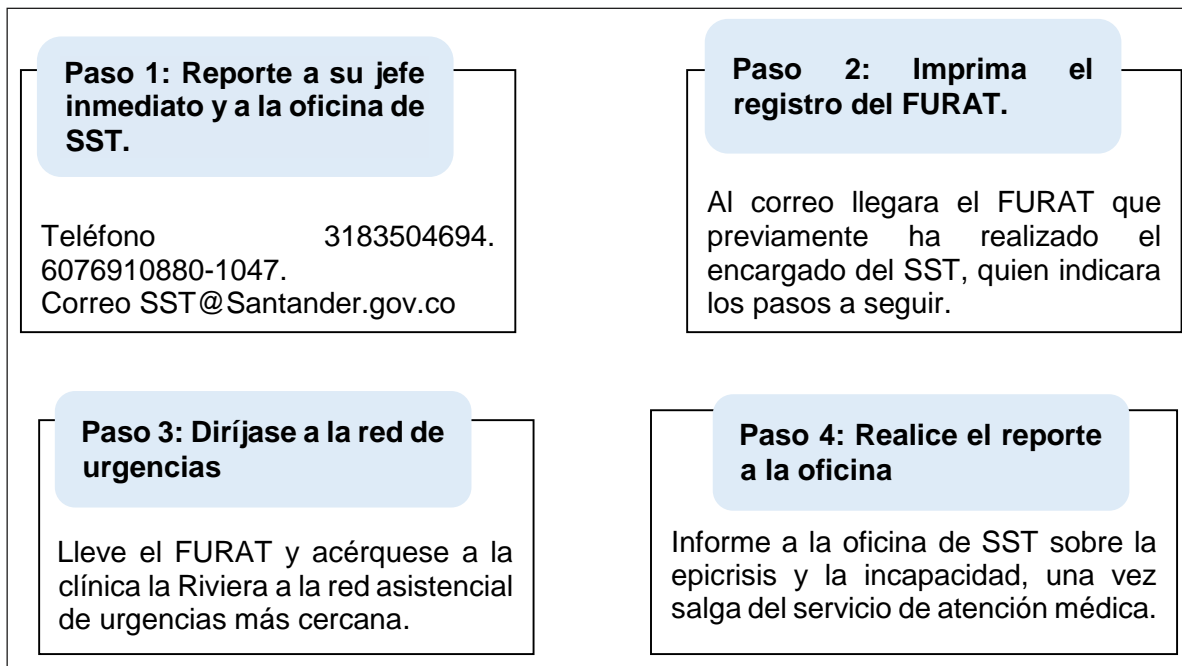 Paso 1: Reporte a su jefe
inmediato y a la oficina de
SST.
Teléfono 3183504694.
6076910880-1047.
Correo SST@Santander.gov.co
Paso 2: Imprima el
registro del FURAT.
Al correo llegara el FURAT que
previamente ha realizado el
encargado del SST, quien indicara
los pasos a seguir.
Paso 3: Diríjase a la red de
urgencias
Lleve el FURAT y acérquese a la
clínica la Riviera a la red asistencial
de urgencias más cercana.
Paso 4: Realice el reporte
a la oficina
Informe a la oficina de SST sobre la
epicrisis y la incapacidad, una vez
salga del servicio de atención médica.